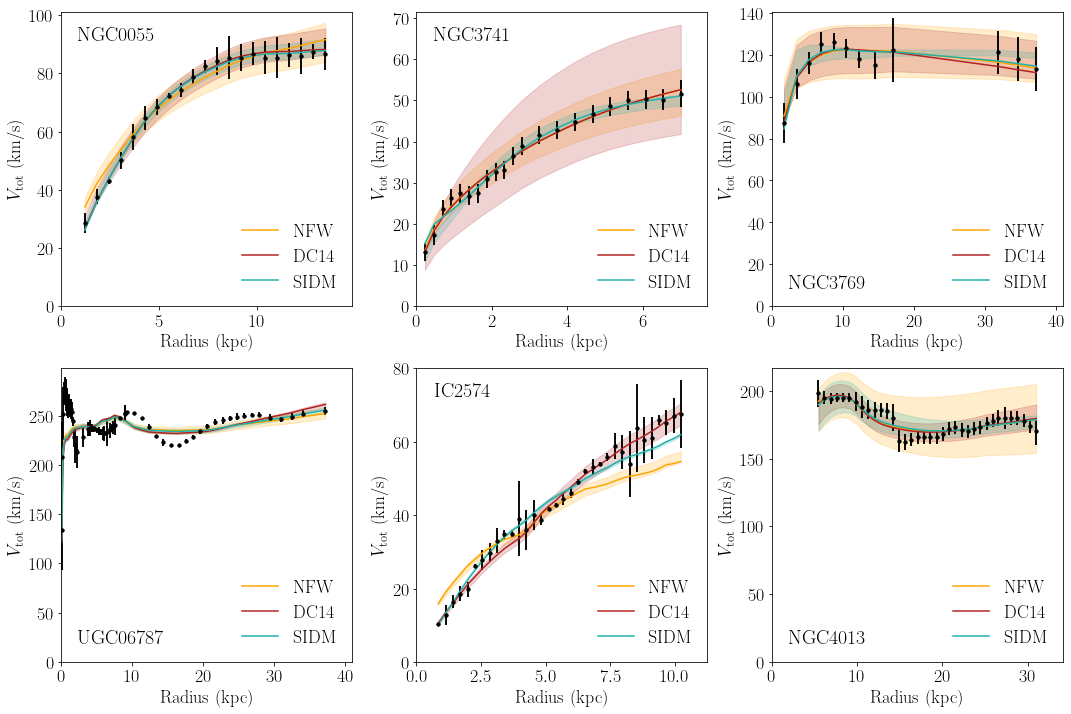 NGC0055
100
80
60
40
20
0
V_tot (km/s)
NFW
DC14
SIDM
0 5 10
Radius (kpc)
NGC3741
70
60
50
40
30
20
10
0
V_tot (km/s)
NFW
DC14
SIDM
0 2 4 6
Radius (kpc)
140
120
100
80
60
40
20
0
V_tot (km/s)
NFW
DC14
SIDM
NGC3769
0 10 20 30 40
Radius (kpc)
250
200
150
100
50
0
V_tot (km/s)
NFW
DC14
SIDM
UGC06787
0 10 20 30 40
Radius (kpc)
IC2574
80
60
40
20
0
V_tot (km/s)
NFW
DC14
SIDM
0.0 2.5 5.0 7.5 10.0
Radius (kpc)
200
150
100
50
0
V_tot (km/s)
NFW
DC14
SIDM
NGC4013
0 10 20 30
Radius (kpc)